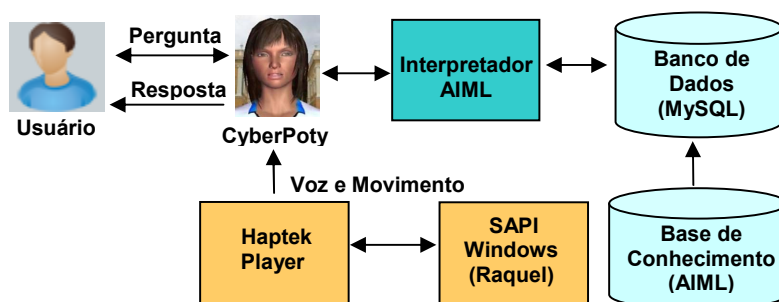 Pergunta
Resposta
Usuário
CyberPoty
Interpretador
AIML
Banco de
Dados
(MySQL)
Voz e Movimento
Haptek
Player
SAPI
Windows
(Raquel)
Base de
Conhecimento
(AIML)